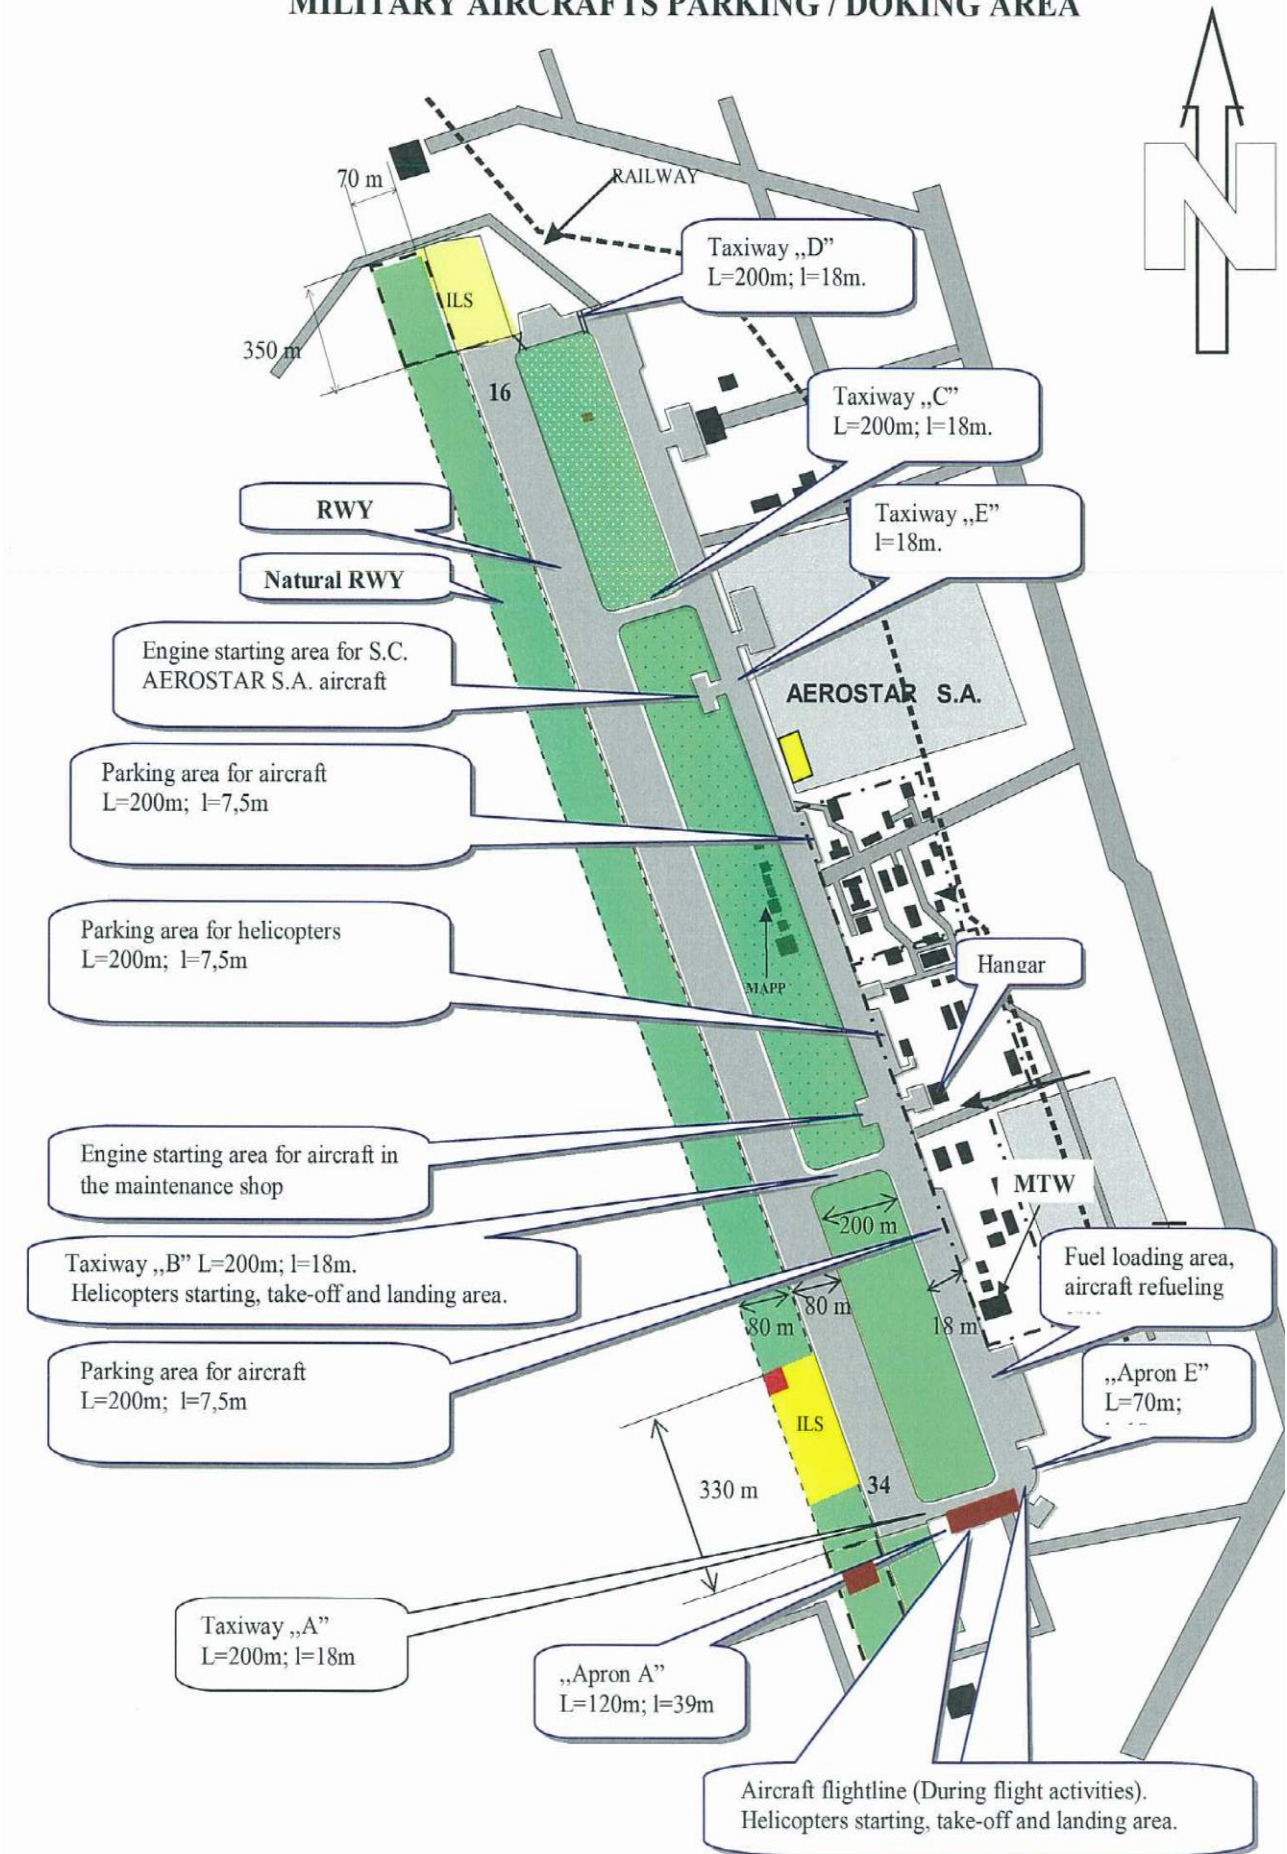 MILITARY AIRCRAFTS PARKING / DOKING AREA
N
70 m
RAILWAY
Taxiway „D”
L=200m; l=18m.
ILS
350 m
16
Taxiway „C”
L=200m; l=18m.
RWY
Taxiway „E”
l=18m.
Natural RWY
Engine starting area for S.C.
AEROSTAR S.A. aircraft
AEROSTAR S.A.
Parking area for aircraft
L=200m; l=7,5m
Parking area for helicopters
L=200m; l=7,5m
Hangar
MAPP
Engine starting area for aircraft in
the maintenance shop
MTW
200 m
Taxiway „B” L=200m; l=18m.
Helicopters starting, take-off and landing area.
Fuel loading area,
aircraft refueling
80 m
80 m
18 m
Parking area for aircraft
L=200m; l=7,5m
„Apron E”
L=70m;
ILS
330 m
34
Taxiway „A”
L=200m; l=18m
„Apron A”
L=120m; l=39m
Aircraft flightline (During flight activities).
Helicopters starting, take-off and landing area.